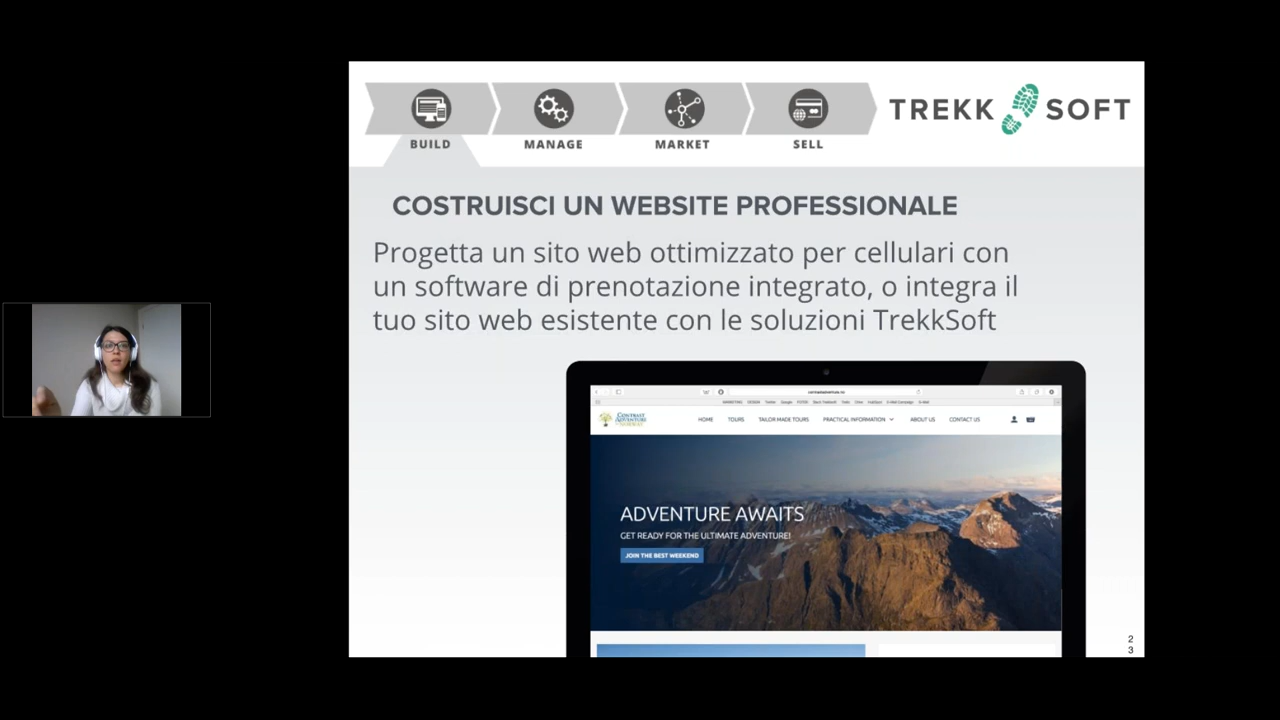 TREKK SOFT
BUILD MANAGE MARKET SELL
COSTRUISCI UN WEBSITE PROFESSIONALE
Progetta un sito web ottimizzato per cellulari con
un software di prenotazione integrato, o integra il
tuo sito web esistente con le soluzioni TrekkSoft
CONTRAST
ADVENTURE
HOME TOURS TAILOR MADE TOURS PRACTICAL INFORMATION ABOUT US CONTACT US
ADVENTURE AWAITS
GET READY FOR THE ULTIMATE ADVENTURE!
JOIN THE BEST WEEKEND
2
3